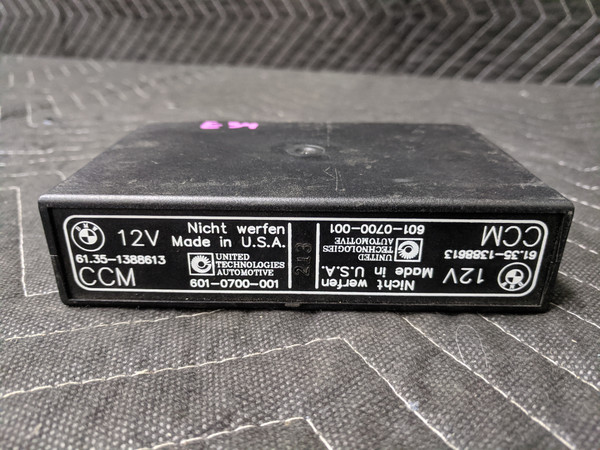 12V
Nicht werfen
Made in U.S.A.
61.35-1388613
CCM
UNITED
TECHNOLOGIES
AUTOMOTIVE
601-0700-001
213
12V
Nicht werfen
Made in U.S.A.
61.35-1388613
CCM
UNITED
TECHNOLOGIES
AUTOMOTIVE
601-0700-001